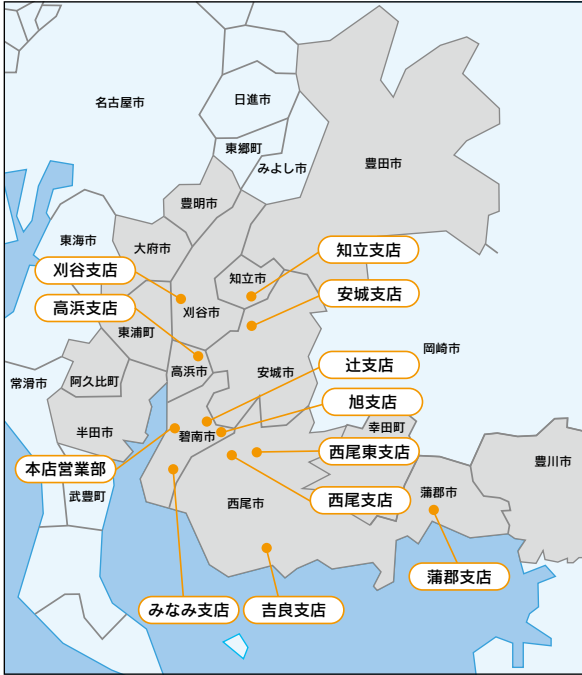 名古屋市
日進市
東郷町
みよし市
豊田市
豊明市
東海市
大府市
知立支店
刈谷支店
知立市
安城支店
高浜支店
刈谷市
東浦町
岡崎市
高浜市
辻支店
安城市
常滑市
阿久比町
旭支店
幸田町
半田市
碧南市
西尾東支店
豊川市
本店営業部
武豊町
西尾市
西尾支店
蒲郡市
蒲郡支店
みなみ支店
吉良支店